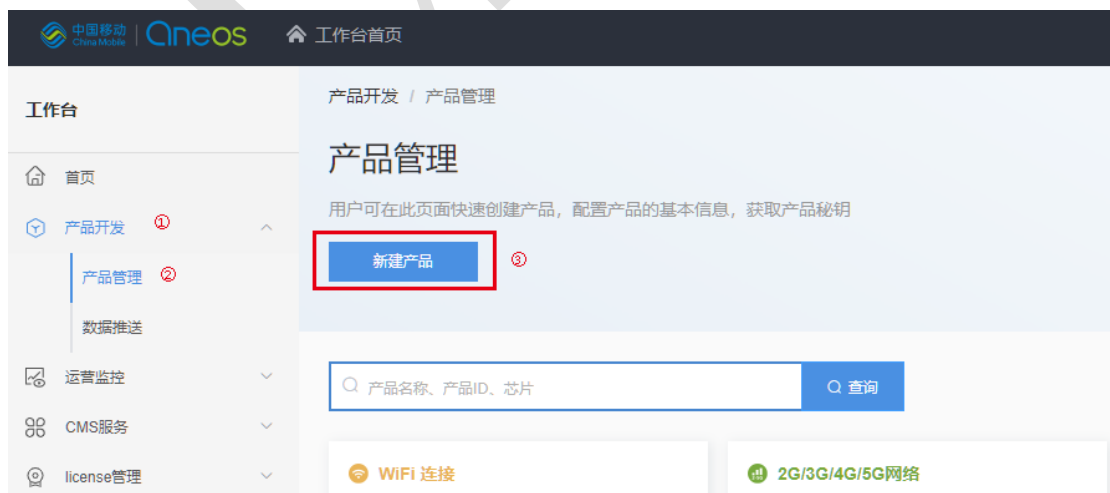 中国移动
China Mobile
OneOS
工作台首页
工作台
首页
产品开发 ①
产品管理 ②
数据推送
运营监控
CMS服务
license管理
产品开发 / 产品管理
产品管理
用户可在此页面快速创建产品，配置产品的基本信息，获取产品秘钥
新建产品 ③
产品名称、产品ID、芯片
查询
WiFi 连接
2G/3G/4G/5G网络